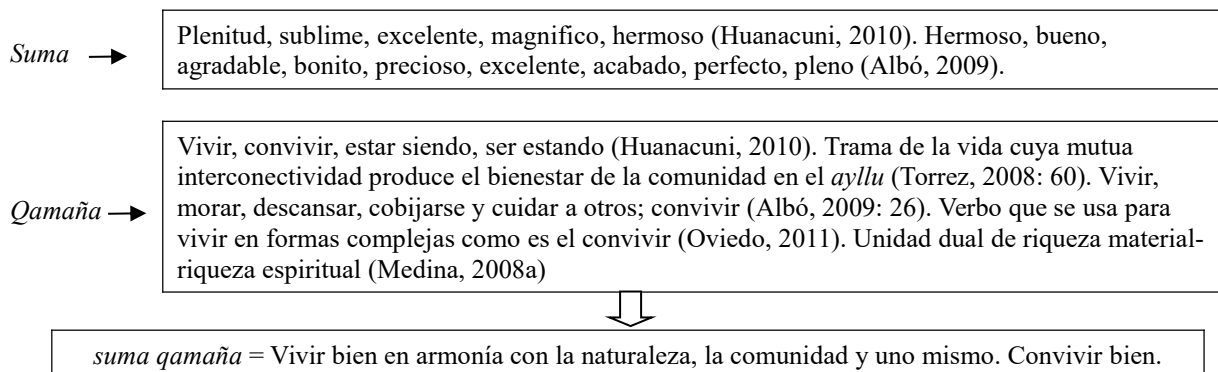 Suma
Plenitud, sublime, excelente, magnifico, hermoso (Huanacuni, 2010). Hermoso, bueno,
agradable, bonito, precioso, excelente, acabado, perfecto, pleno (Albó, 2009).
Qamaña
Vivir, convivir, estar siendo, ser estando (Huanacuni, 2010). Trama de la vida cuya mutua
interconectividad produce el bienestar de la comunidad en el ayllu (Torrez, 2008: 60). Vivir,
morar, descansar, cobijarse y cuidar a otros; convivir (Albó, 2009: 26). Verbo que se usa para
vivir en formas complejas como es el convivir (Oviedo, 2011). Unidad dual de riqueza material-
riqueza espiritual (Medina, 2008a)
suma qamaña = Vivir bien en armonía con la naturaleza, la comunidad y uno mismo. Convivir bien.